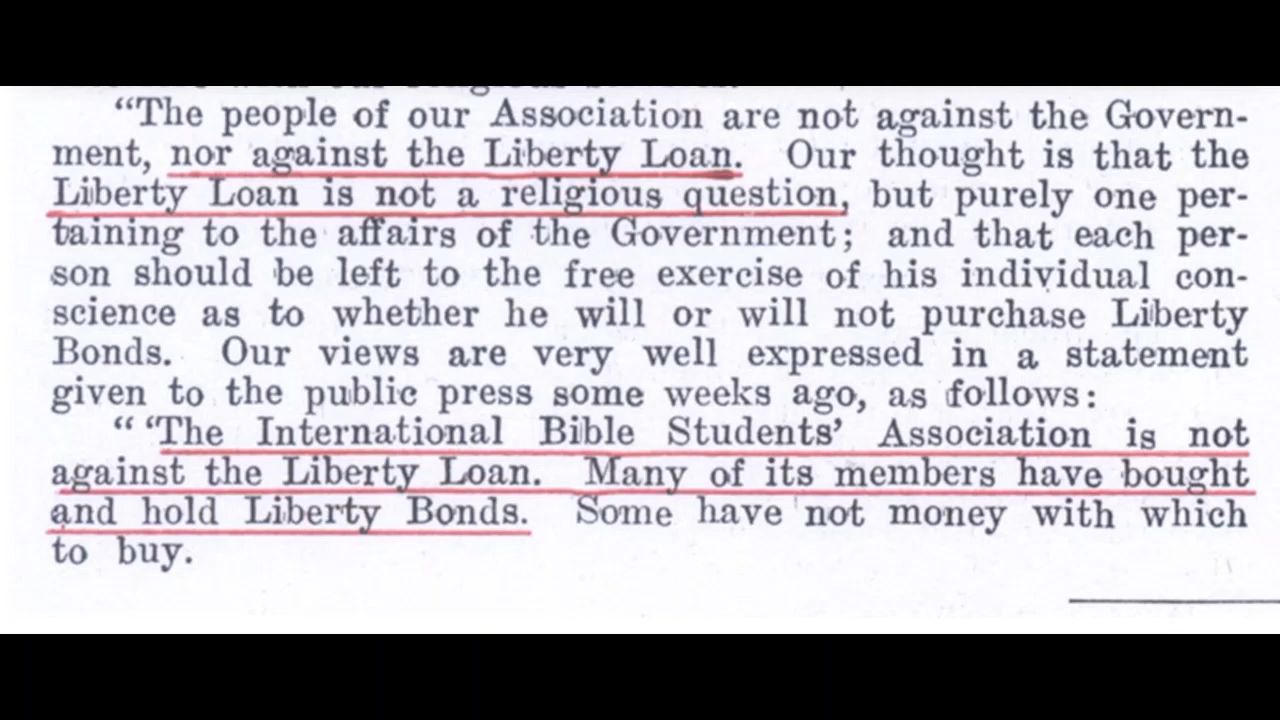 “The people of our Association are not against the Govern-
ment, nor against the Liberty Loan. Our thought is that the
Liberty Loan is not a religious question, but purely one per-
taining to the affairs of the Government; and that each per-
son should be left to the free exercise of his individual con-
science as to whether he will or will not purchase Liberty
Bonds. Our views are very well expressed in a statement
given to the public press some weeks ago, as follows:
“ ‘The International Bible Students’ Association is not
against the Liberty Loan. Many of its members have bought
and hold Liberty Bonds. Some have not money with which
to buy.